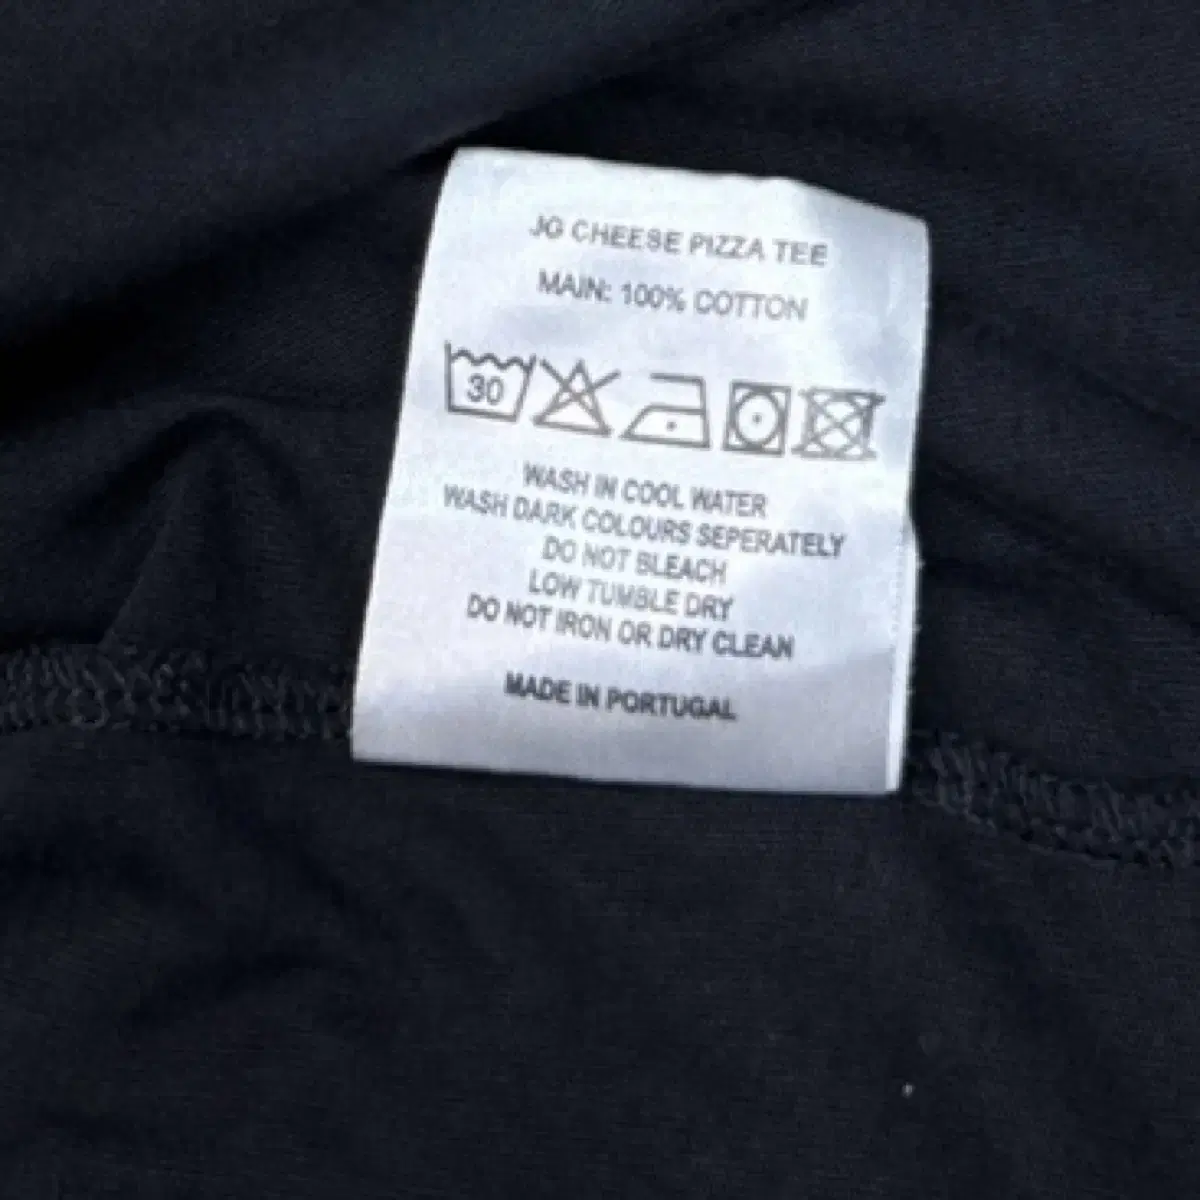 JG CHEESE PIZZA TEE
MAIN: 100% COTTON
30
WASH IN COOL WATER
WASH DARK COLOURS SEPERATELY
DO NOT BLEACH
LOW TUMBLE DRY
DO NOT IRON OR DRY CLEAN
MADE IN PORTUGAL